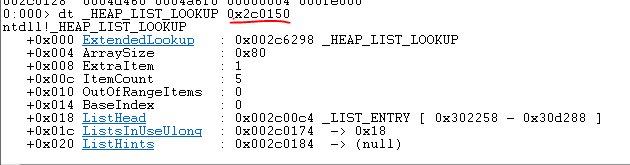 0:000> dt _HEAP_LIST_LOOKUP 0x2c0150
ntdll!_HEAP_LIST_LOOKUP
+0x000 ExtendedLookup : 0x002c6298 _HEAP_LIST_LOOKUP
+0x004 ArraySize : 0x80
+0x008 ExtraItem : 1
+0x00c ItemCount : 5
+0x010 OutOfRangeItems : 0
+0x014 BaseIndex : 0
+0x018 ListHead : 0x002c00c4 _LIST_ENTRY [ 0x302258 - 0x30d288 ]
+0x01c ListsInUseUlong : 0x002c0174 -> 0x18
+0x020 ListHints : 0x002c0184 -> (null)